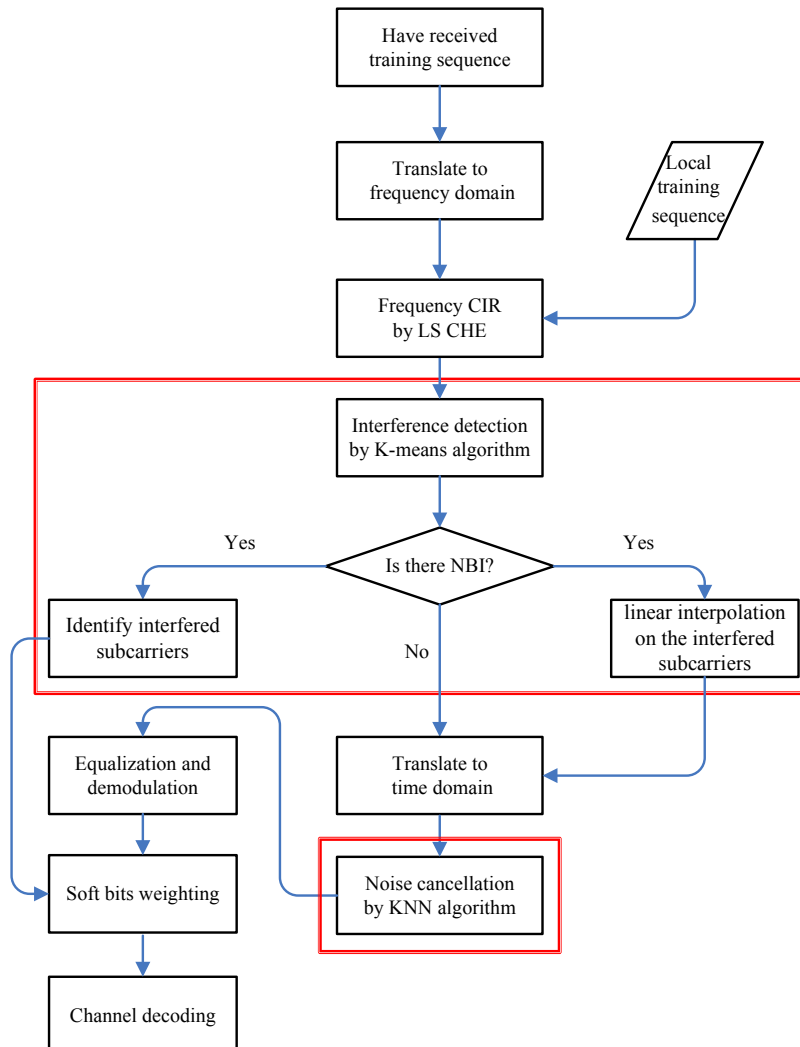 Have received
training sequence
Translate to
frequency domain
Local
training
sequence
Frequency CIR
by LS CHE
Interference detection
by K-means algorithm
Yes
Is there NBI?
Yes
Identify interfered
subcarriers
No
linear interpolation
on the interfered
subcarriers
Equalization and
demodulation
Translate to
time domain
Soft bits weighting
Noise cancellation
by KNN algorithm
Channel decoding